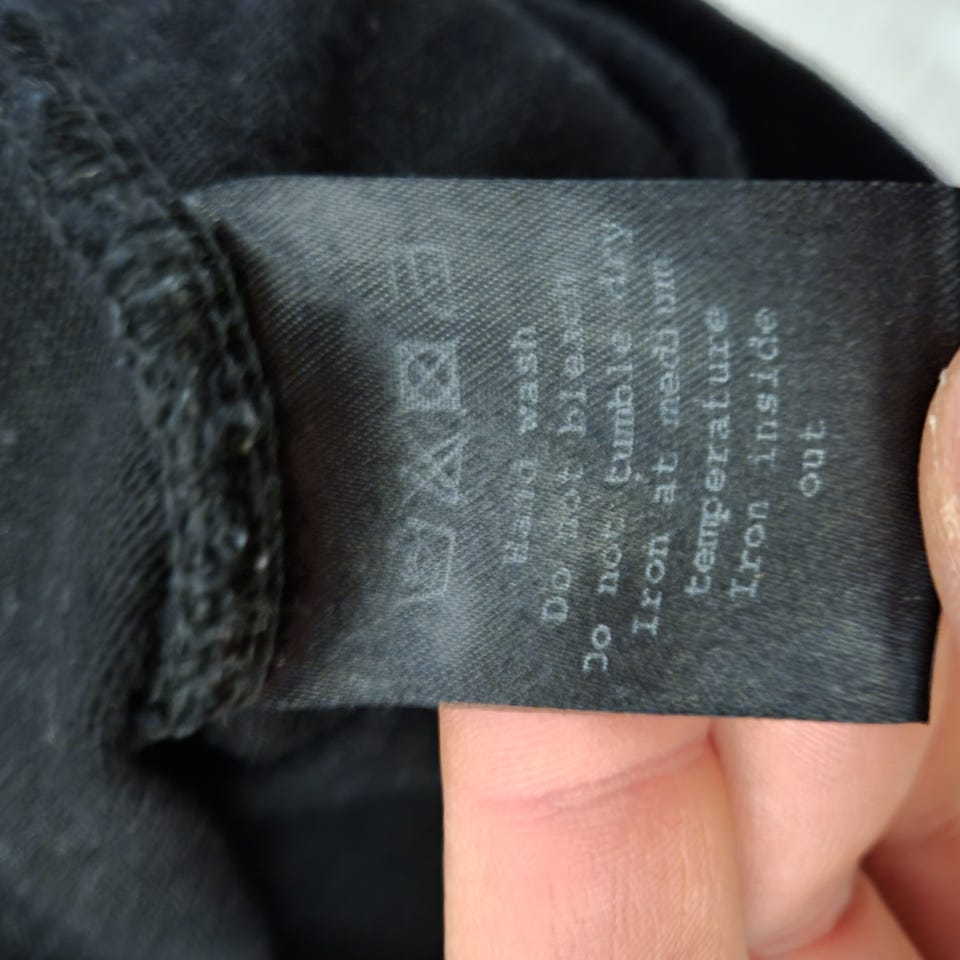 Hand wash
Do not bleach
Do not tumble dry
Iron at medium
temperature
Iron inside
out